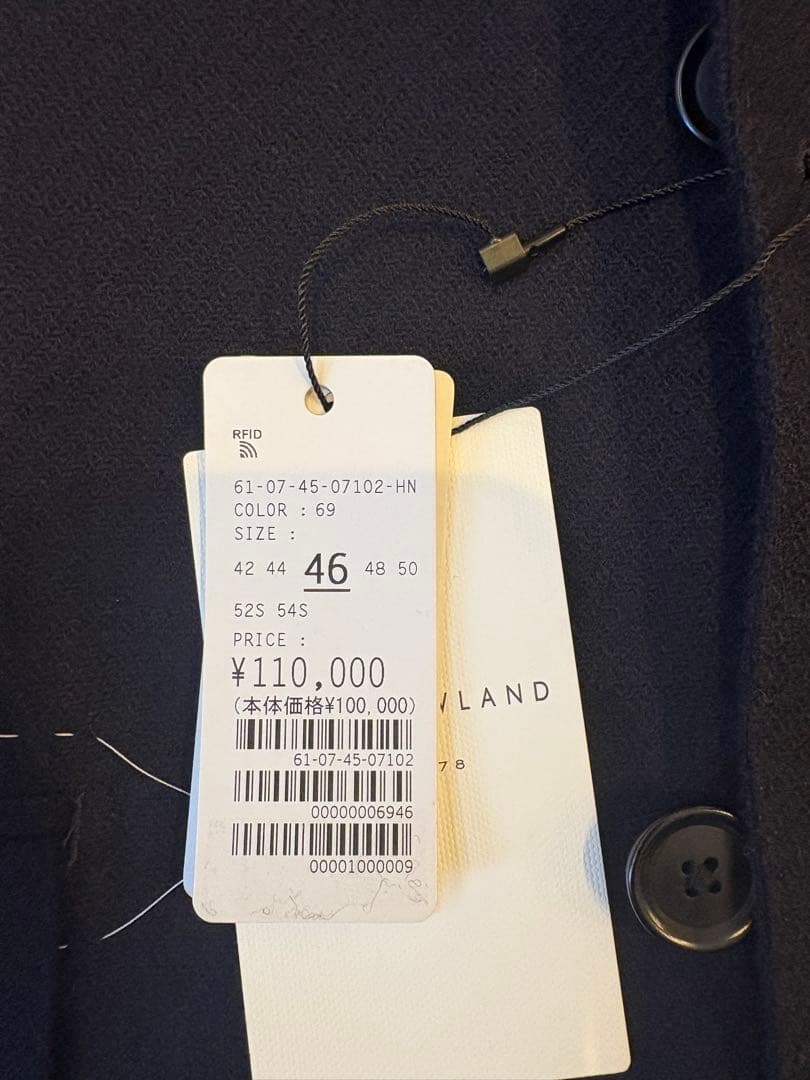 RFID
61-07-45-07102-HN
COLOR : 69
SIZE :
42 44 46 48 50
52S 54S
PRICE :
¥110,000
(本体価格¥100,000)
61-07-45-07102
00000006946
00001000009
LAND
78